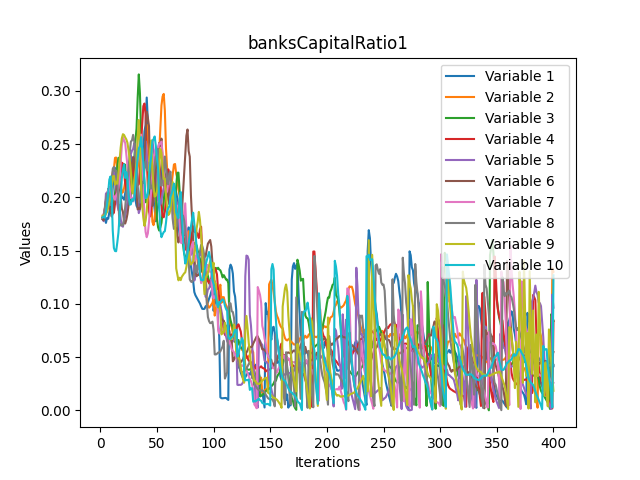 banksCapitalRatio1
Values
0.30
0.25
0.20
0.15
0.10
0.05
0.00
Variable 1
Variable 2
Variable 3
Variable 4
Variable 5
Variable 6
Variable 7
Variable 8
Variable 9
Variable 10
0 50 100 150 200 250 300 350 400
Iterations